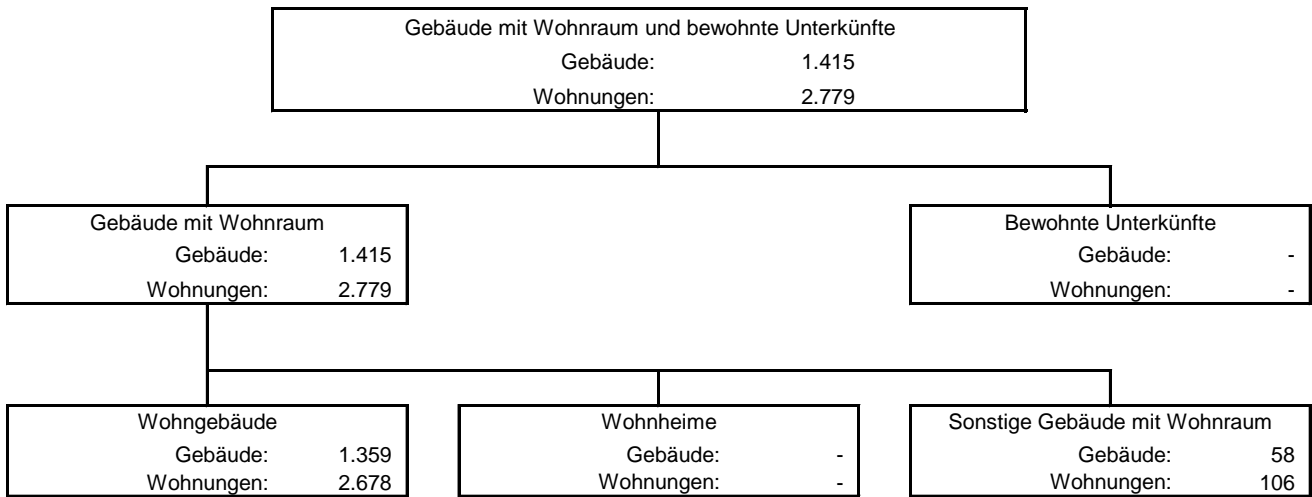 Gebäude mit Wohnraum und bewohnte Unterkünfte
Gebäude: 1.415
Wohnungen: 2.779
Gebäude mit Wohnraum
Gebäude: 1.415
Wohnungen: 2.779
Bewohnte Unterkünfte
Gebäude: -
Wohnungen: -
Wohngebäude
Gebäude: 1.359
Wohnungen: 2.678
Wohnheime
Gebäude: -
Wohnungen: -
Sonstige Gebäude mit Wohnraum
Gebäude: 58
Wohnungen: 106